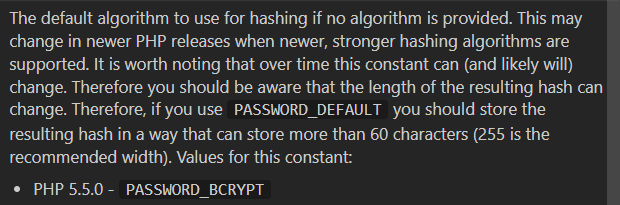 The default algorithm to use for hashing if no algorithm is provided. This may
change in newer PHP releases when newer, stronger hashing algorithms are
supported. It is worth noting that over time this constant can (and likely will)
change. Therefore you should be aware that the length of the resulting hash can
change. Therefore, if you use PASSWORD_DEFAULT you should store the
resulting hash in a way that can store more than 60 characters (255 is the
recommended width). Values for this constant:
• PHP 5.5.0 - PASSWORD_BCRYPT